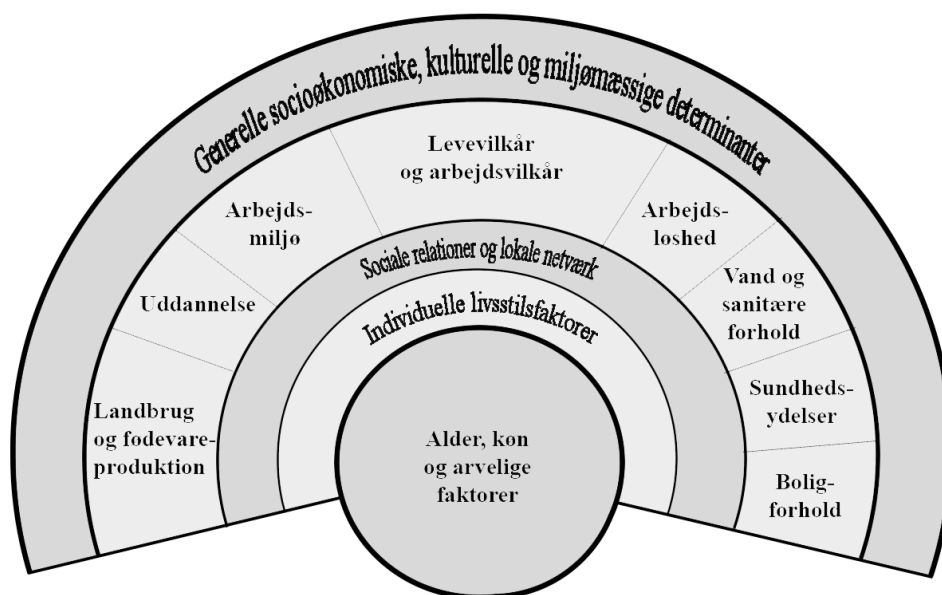 Generelle socioøkonomiske, kulturelle og miljømæssige determinanter
Levevilkår
og arbejdsvilkår
Arbejds-
miljø
Arbejds-
løshed
Uddannelse
Vand og
sanitære
forhold
Landbrug
og fødevare-
produktion
Sundheds-
ydelser
Bolig-
forhold
Sociale relationer og lokale netværk
Individuelle livsstilsfaktorer
Alder, køn
og arvelige
faktorer